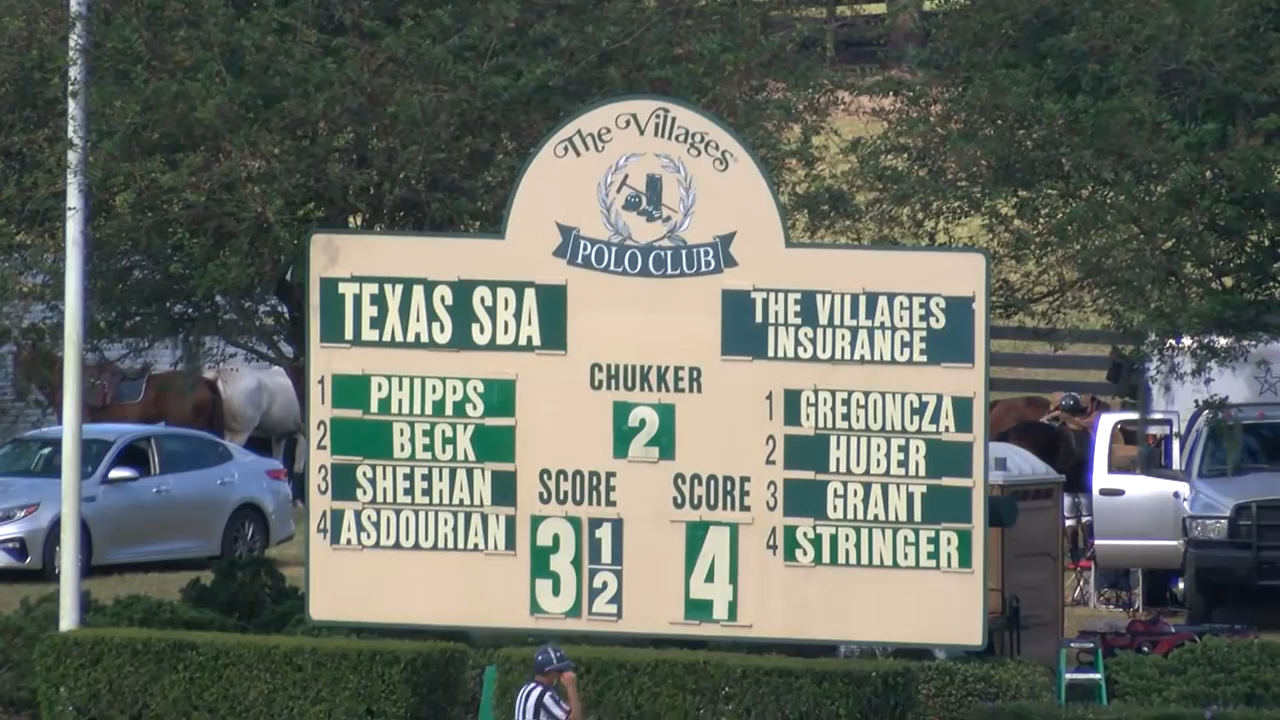 The Villages
POLO CLUB
TEXAS SBA
1 PHIPPS
2 BECK
3 SHEEHAN
4 ASDOURIAN
CHUKKER
2
SCORE
3 1
2
SCORE
4
THE VILLAGES
INSURANCE
1 GREGONCZA
2 HUBER
3 GRANT
4 STRINGER